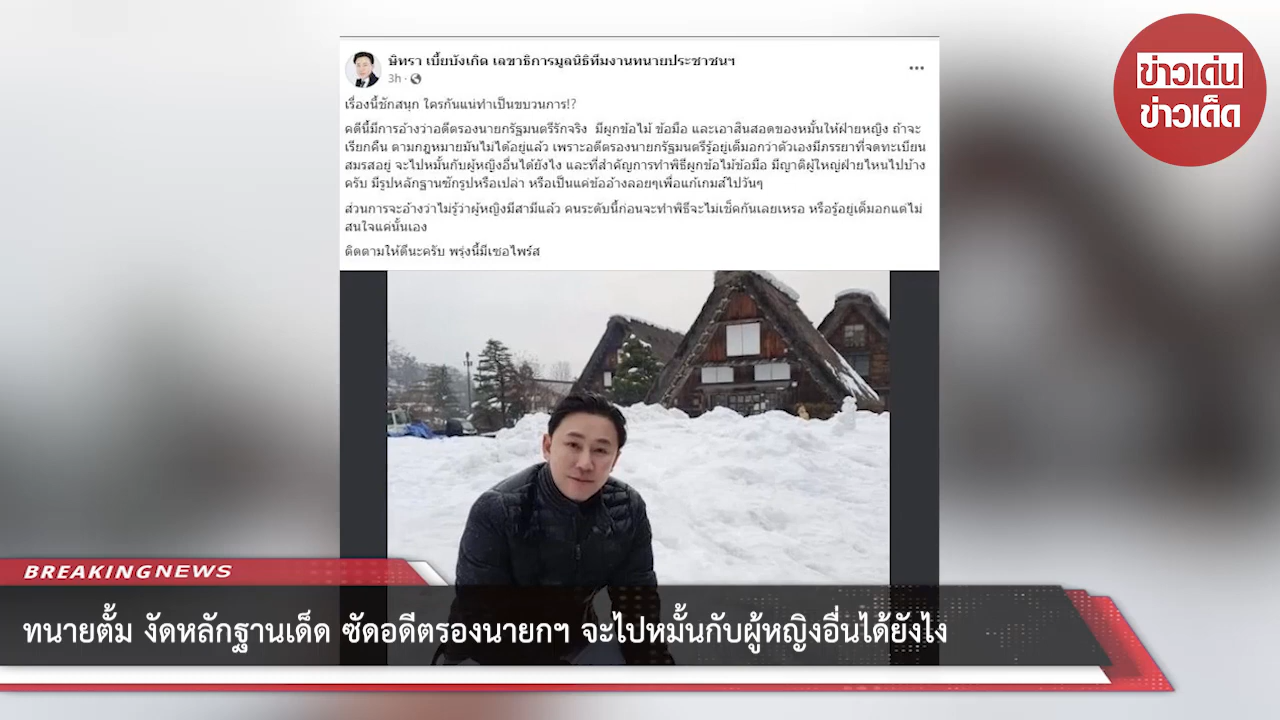 ษิทรา เบี้ยบังเกิด เลขาธิการมูลนิธิทีมงานทนายประชาชนฯ
3h
ข่าวเด่น
ข่าวเด็ด
เรื่องนี้ชักสนุก ใครกันแน่ทำเป็นขบวนการ!?
คดีนี้มีการอ้างว่าอดีตรองนายกรัฐมนตรีรักจริง มีผูกข้อไม้ ข้อมือ และเอาสินสอดของหมั้นให้ฝ่ายหญิง ถ้าจะ
เรียกคืน ตามกฎหมายมันไม่ได้อยู่แล้ว เพราะอดีตรองนายกรัฐมนตรีรู้อยู่เต็มอกว่าตัวเองมีภรรยาที่จดทะเบียน
สมรสอยู่ จะไปหมั้นกับผู้หญิงอื่นได้ยังไง และที่สำคัญการทำพิธีผูกข้อไม้ข้อมือ มีญาติผู้ใหญ่ฝ่ายไหนไปบ้าง
ครับ มีรูปหลักฐานซักรูปหรือเปล่า หรือเป็นแค่ข้ออ้างลอยๆเพื่อแก้เกมส์ไปวันๆ
ส่วนการจะอ้างว่าไม่รู้ว่าผู้หญิงมีสามีแล้ว คนระดับนี้ก่อนจะทำพิธีจะไม่เช็คกันเลยเหรอ หรือรู้อยู่เต็มอกแต่ไม่
สนใจแค่นั้นเอง
ติดตามให้ดีนะครับ พรุ่งนี้มีเซอไพร์ส
BREAKING NEWS
ทนายตั้ม งัดหลักฐานเด็ด ซัดอดีตรองนายกฯ จะไปหมั้นกับผู้หญิงอื่นได้ยังไง